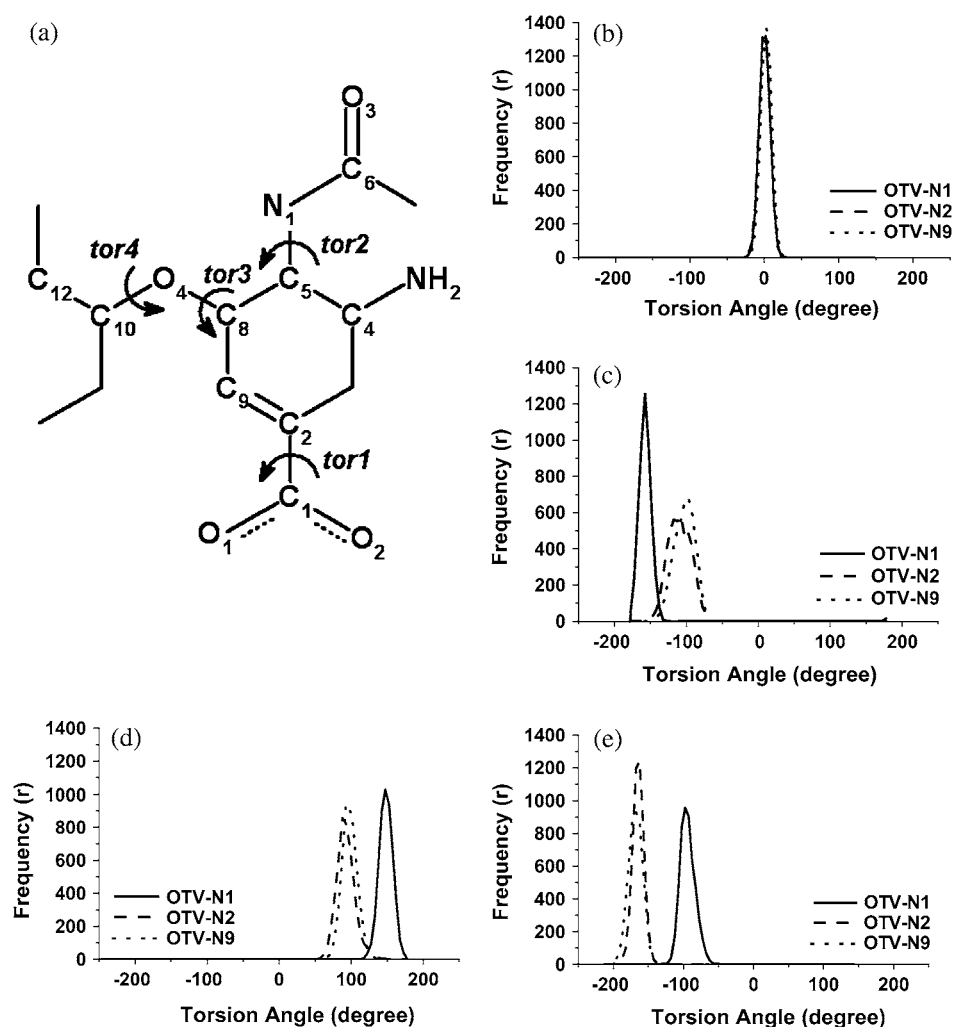 (a)
O3
C6
N1
tor2
tor4
tor3
NH2
C12
O4
C5
C10
C8
C4
C9
C2
tor1
C1
O1
O2
(b)
1400
1200
1000
800
600
400
200
0
Frequency (r)
OTV-N1
OTV-N2
OTV-N9
-200 -100 0 100 200
Torsion Angle (degree)
(c)
1400
1200
1000
800
600
400
200
0
Frequency (r)
OTV-N1
OTV-N2
OTV-N9
-200 -100 0 100 200
Torsion Angle (degree)
(d)
1400
1200
1000
800
600
400
200
0
Frequency (r)
OTV-N1
OTV-N2
OTV-N9
-200 -100 0 100 200
Torsion Angle (degree)
(e)
1400
1200
1000
800
600
400
200
0
Frequency (r)
OTV-N1
OTV-N2
OTV-N9
-200 -100 0 100 200
Torsion Angle (degree)